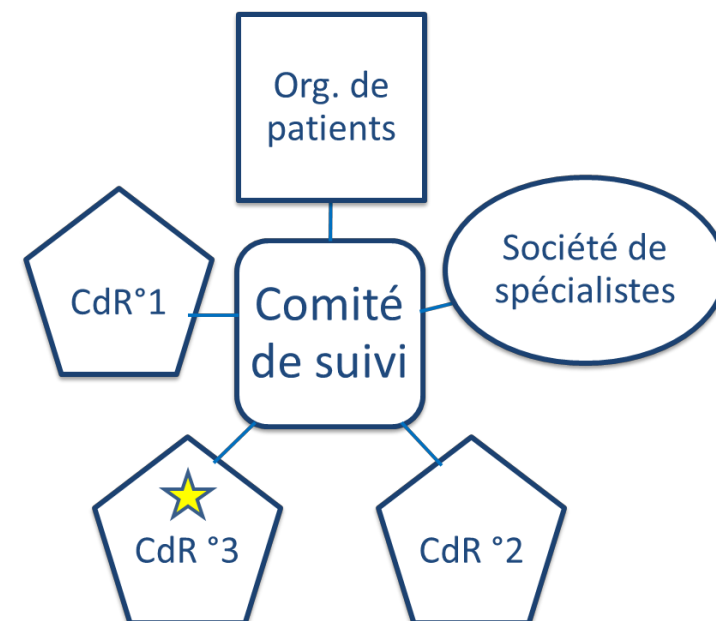 Org. de
patients
Société de
spécialistes
CdR°1
Comité
de suivi
CdR °3
CdR °2